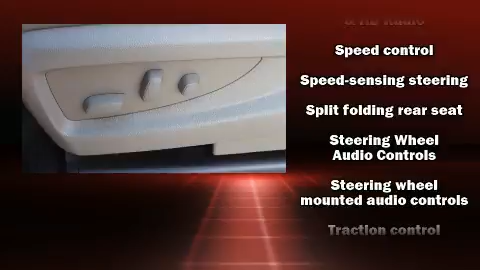 Speed control
Speed-sensing steering
Split folding rear seat
Steering Wheel
Audio Controls
Steering wheel
mounted audio controls
Traction control